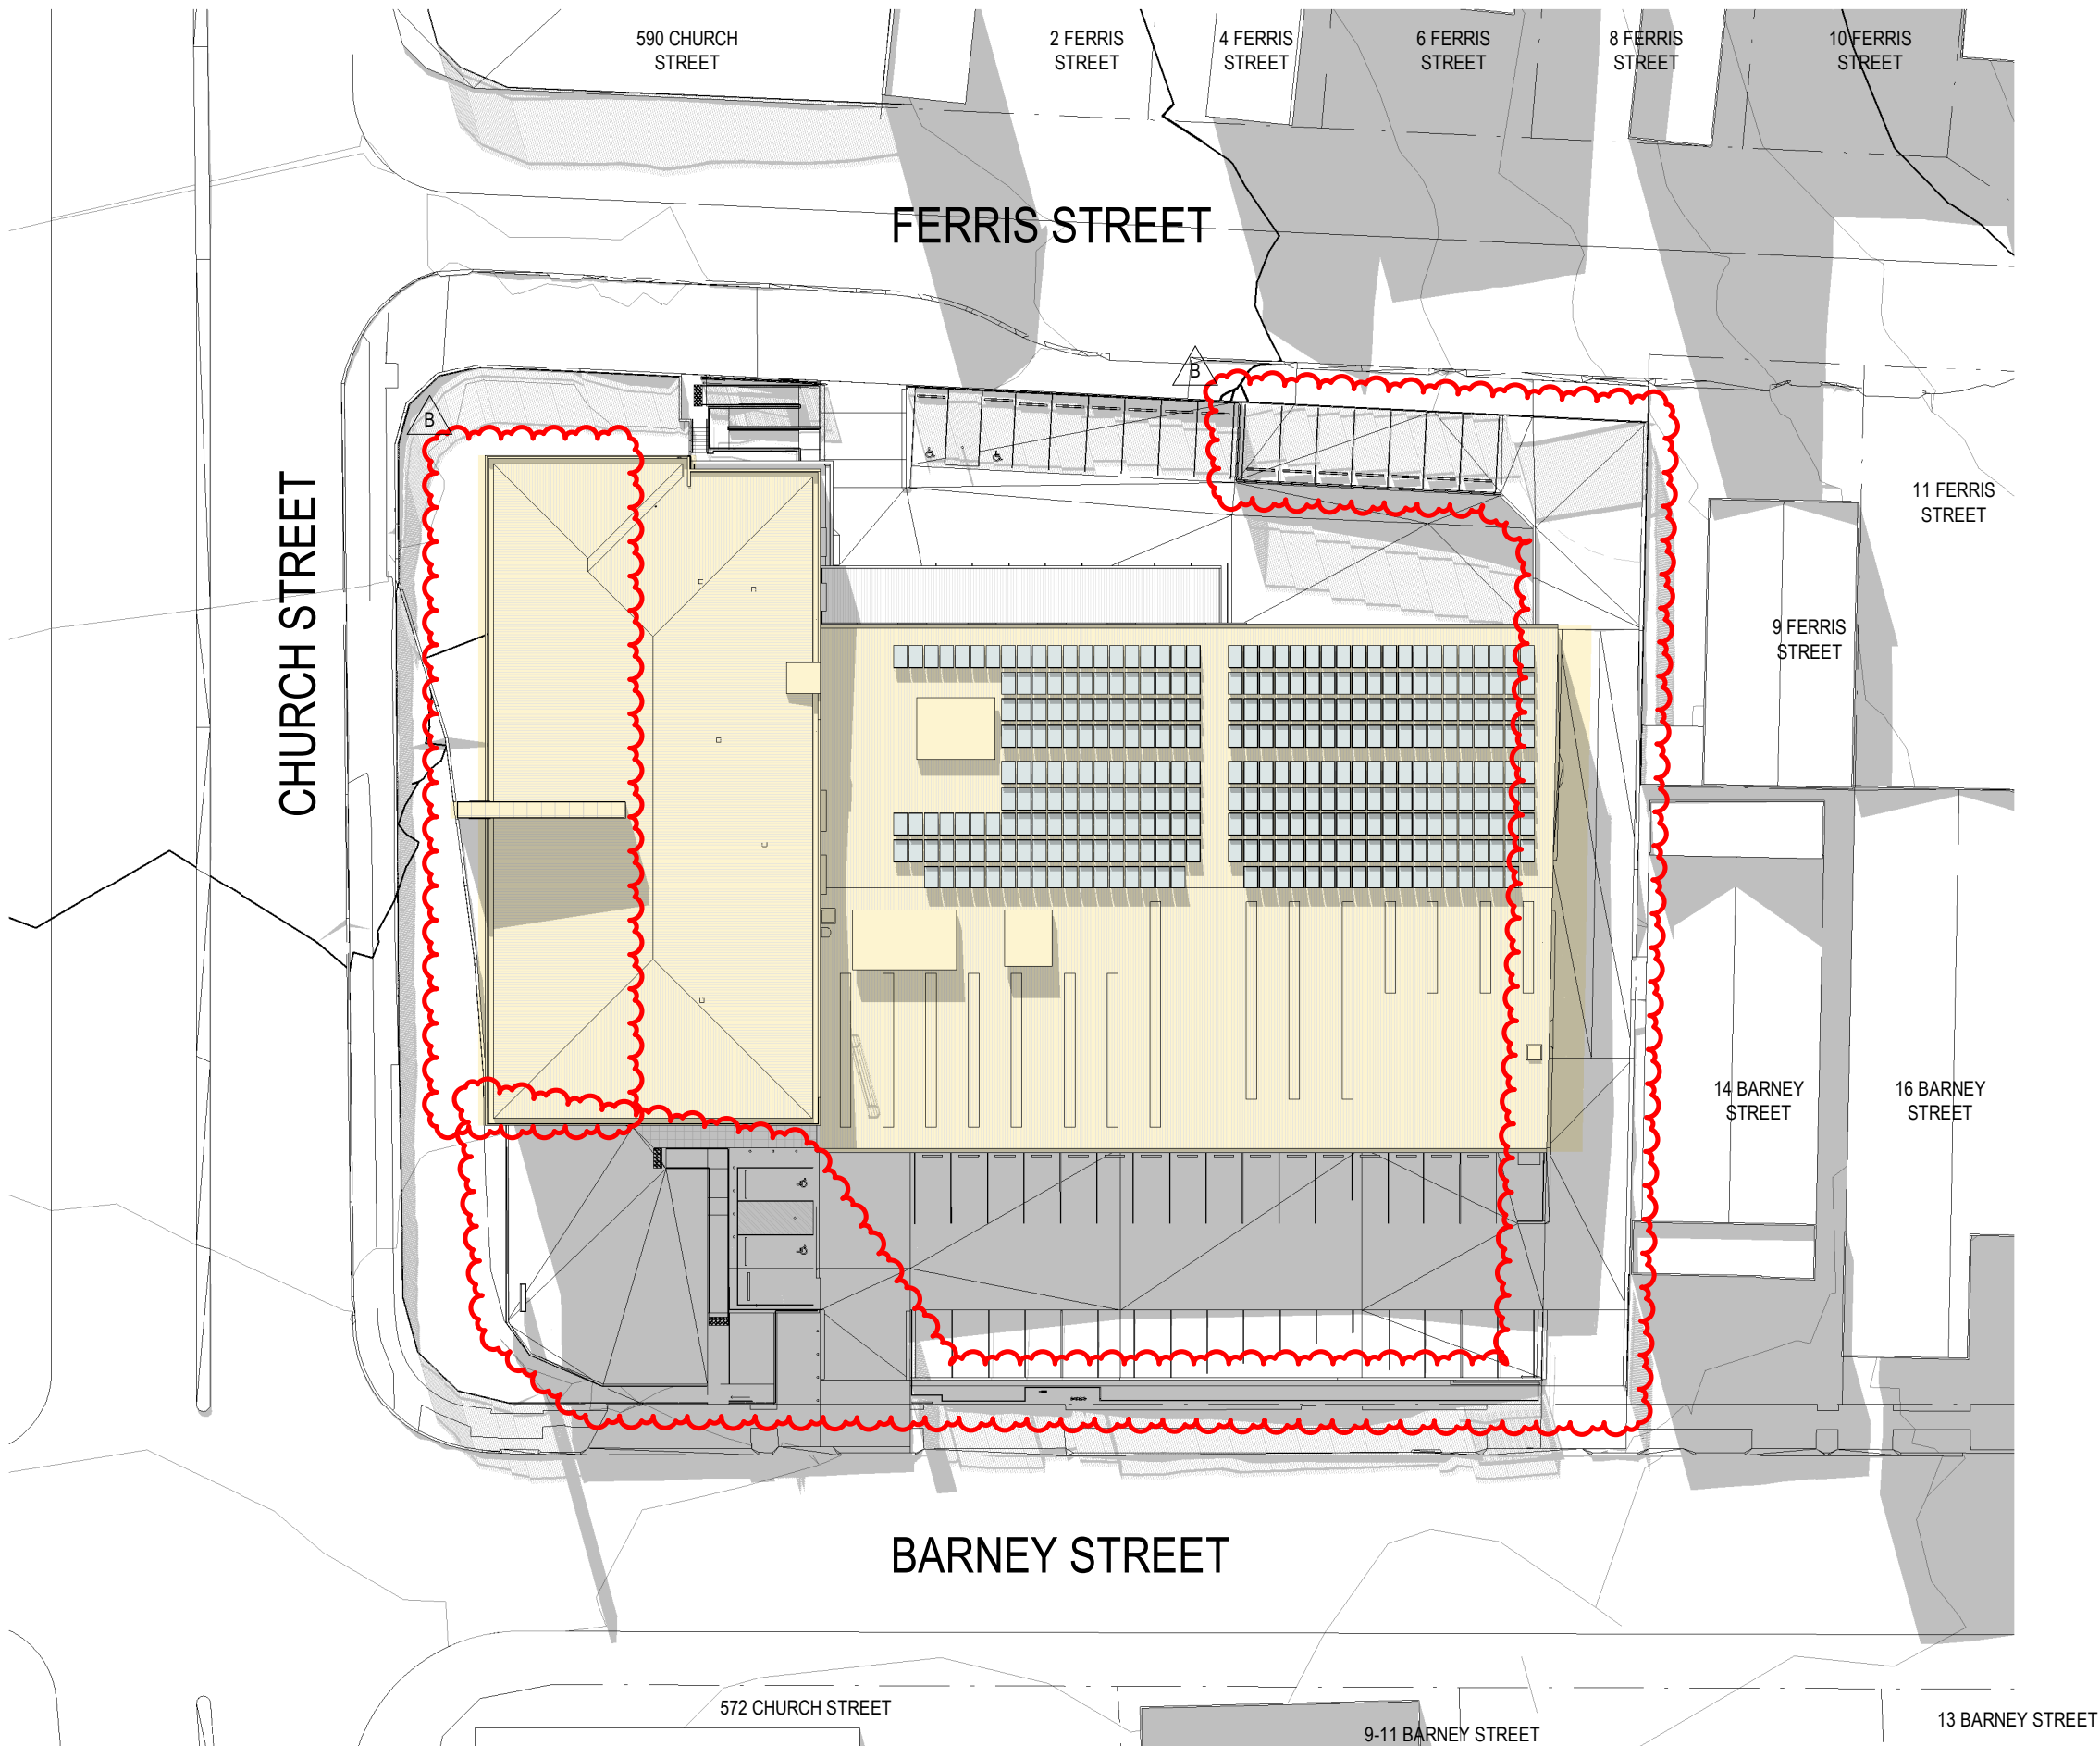 590 CHURCH
STREET
2 FERRIS
STREET
4 FERRIS
STREET
6 FERRIS
STREET
8 FERRIS
STREET
10 FERRIS
STREET
FERRIS STREET
B
B
CHURCH STREET
11 FERRIS
STREET
9 FERRIS
STREET
14 BARNEY
STREET
16 BARNEY
STREET
BARNEY STREET
572 CHURCH STREET
9-11 BARNEY STREET
13 BARNEY STREET